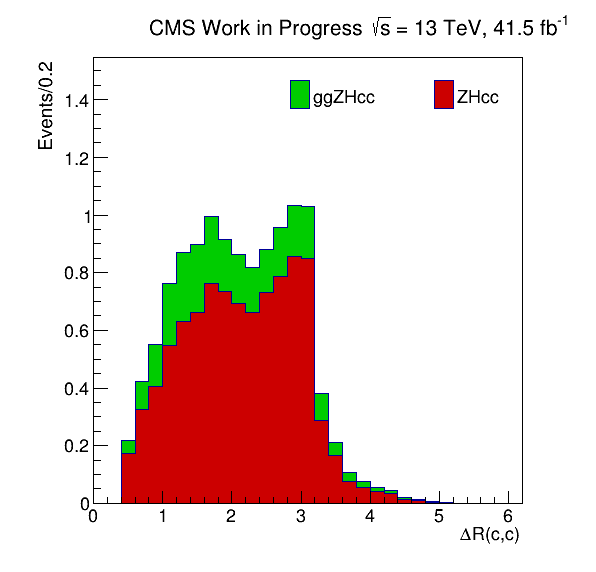 CMS Work in Progress √s = 13 TeV, 41.5 fb⁻¹
Events/0.2
ggZHcc ZHcc
1.4
1.2
1
0.8
0.6
0.4
0.2
0
0 1 2 3 4 5 6
ΔR(c,c)